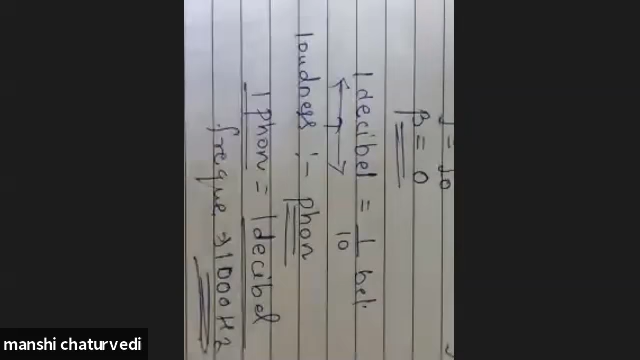 β = 0
1 decibel = 1/10 bel
loudness :- phon
1 phon = 1 decibel
freque → 1000 Hz
manshi chaturvedi